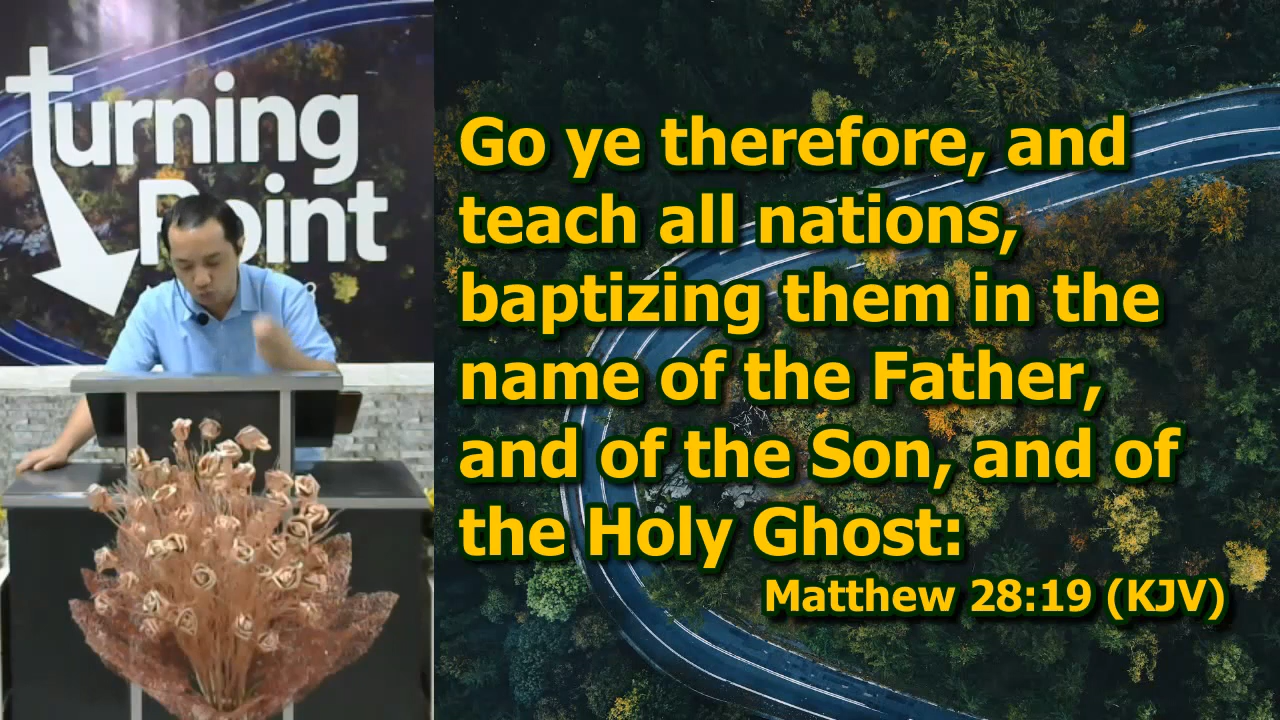 turning
Point
Go ye therefore, and
teach all nations,
baptizing them in the
name of the Father,
and of the Son, and of
the Holy Ghost:
Matthew 28:19 (KJV)